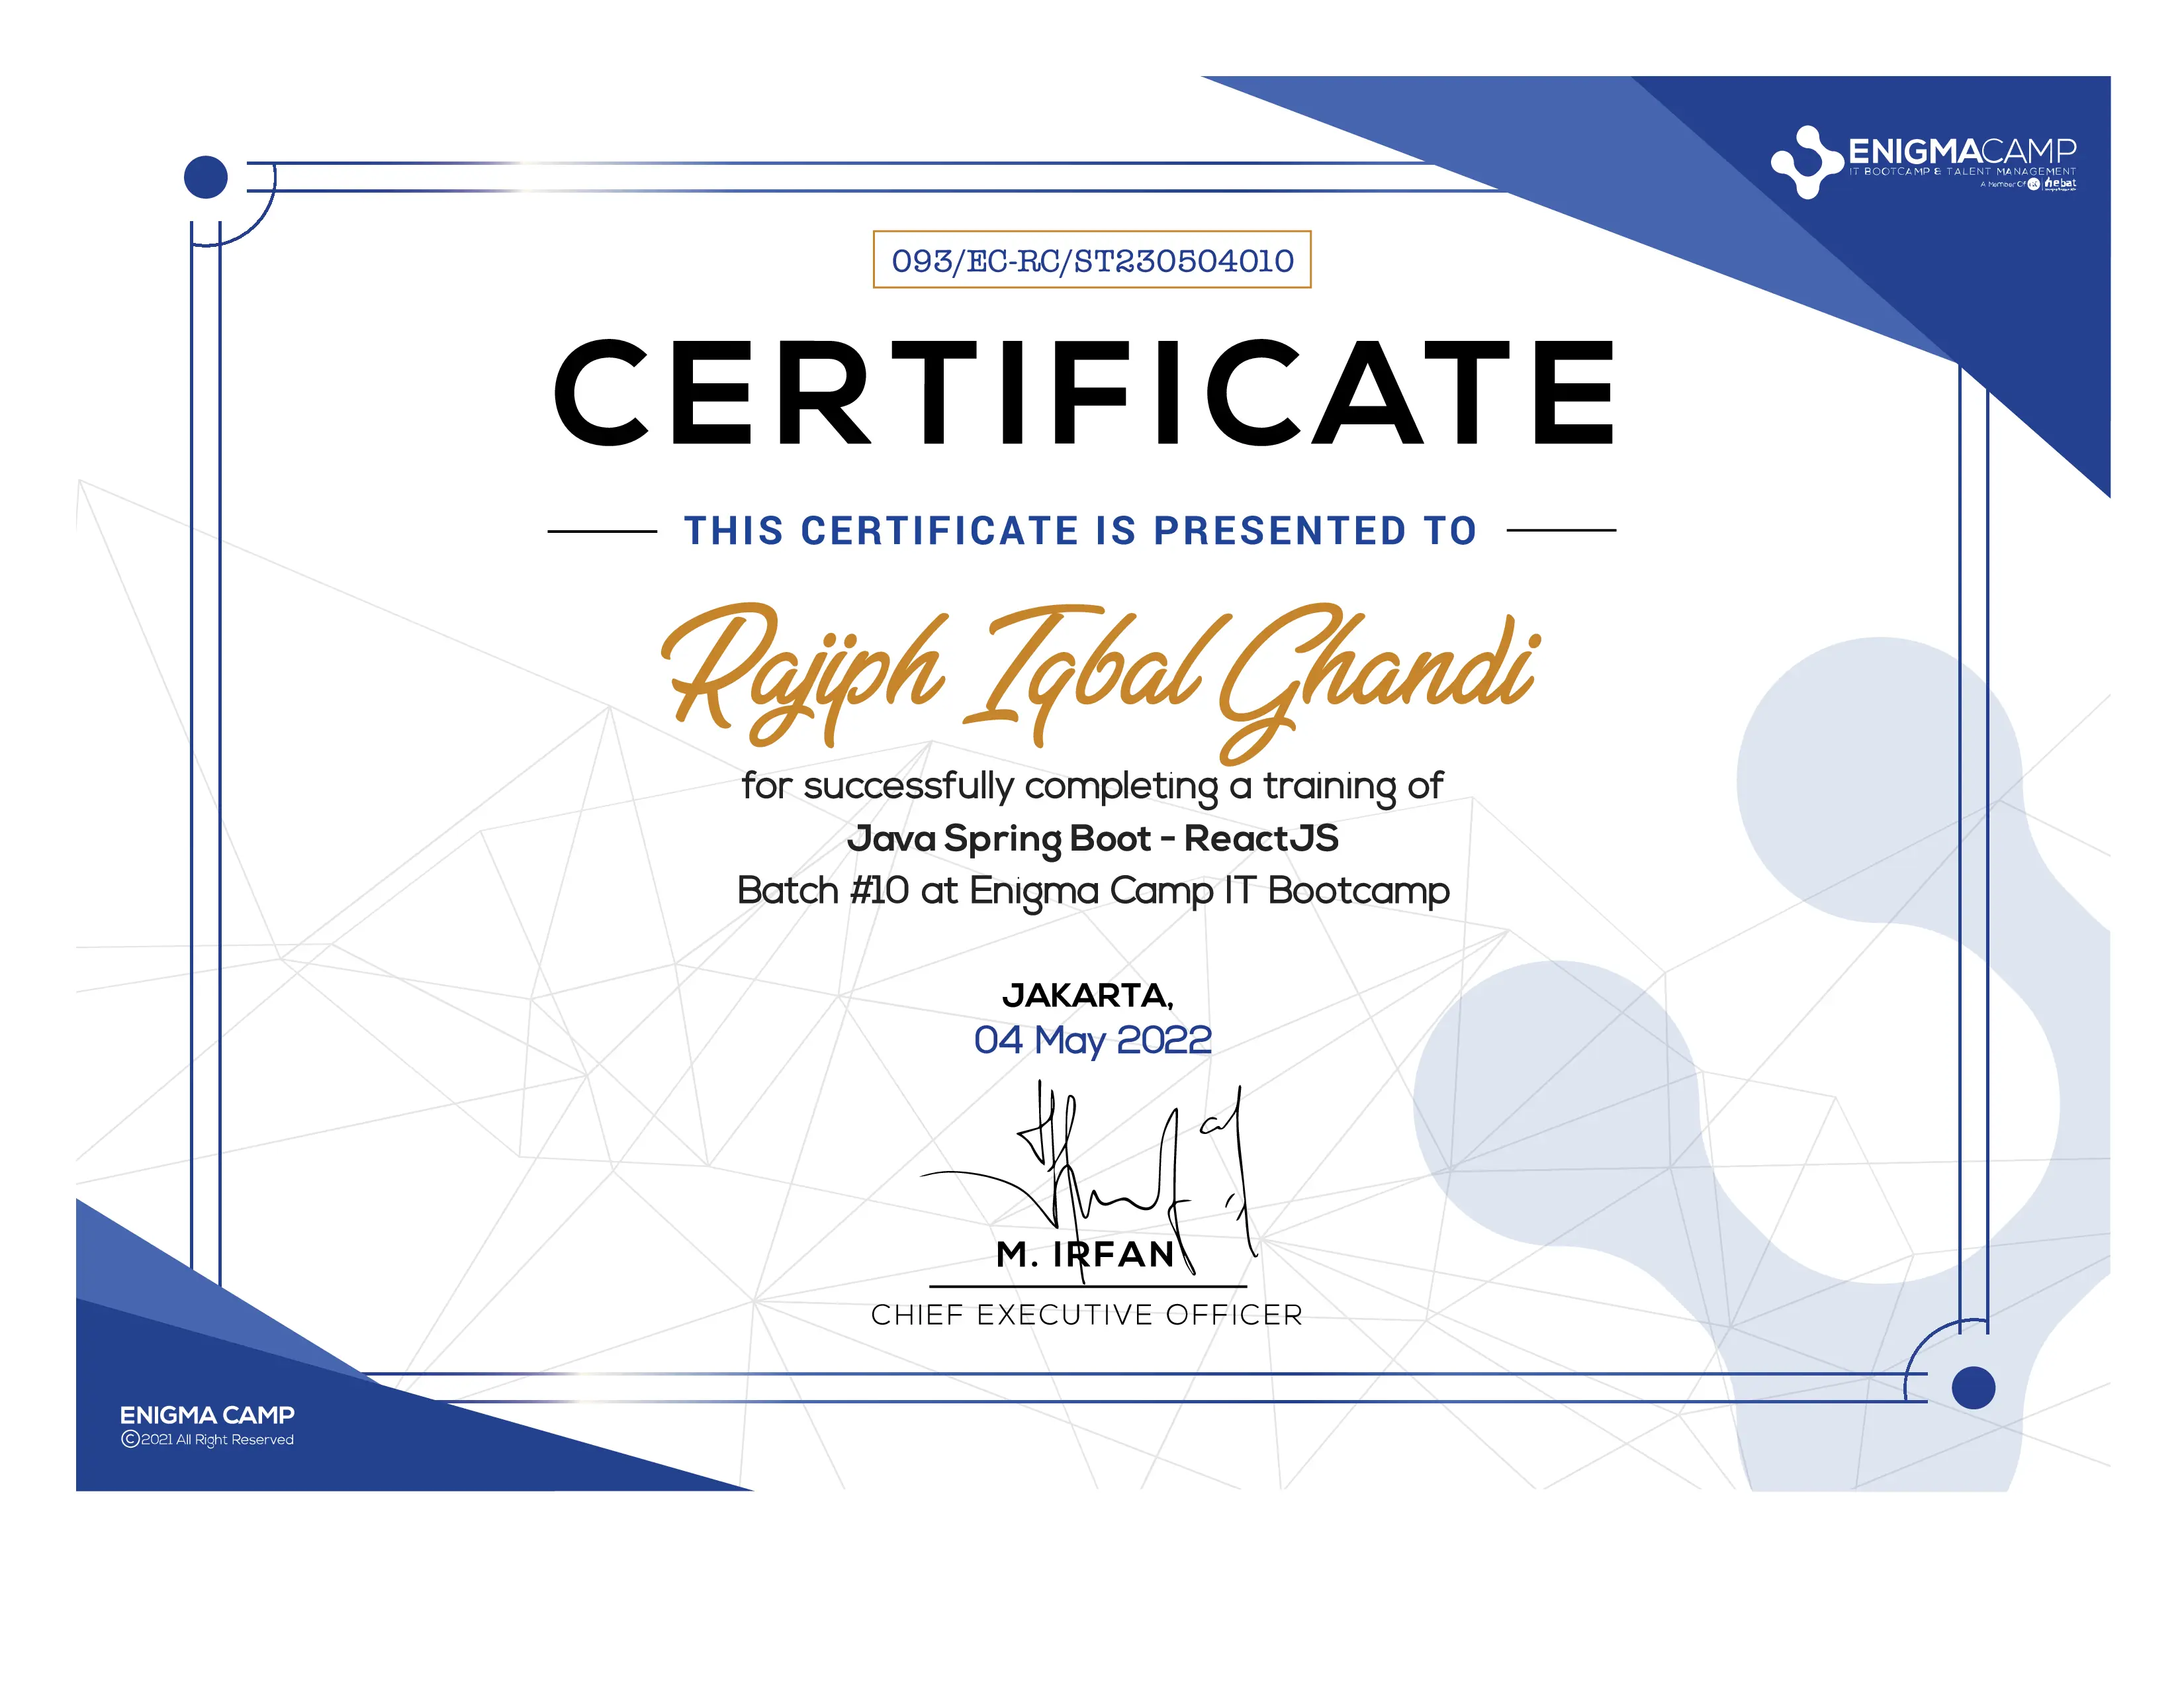 ENIGMACAMP
IT BOOTCAMP & TALENT MANAGEMENT
A Member Of hebat
093/EC-RC/ST230504010
CERTIFICATE
THIS CERTIFICATE IS PRESENTED TO
Rajiph Iqbal Ghandi
for successfully completing a training of
Java Spring Boot - ReactJS
Batch #10 at Enigma Camp IT Bootcamp
JAKARTA,
04 May 2022
M. IRFAN
CHIEF EXECUTIVE OFFICER
ENIGMA CAMP
©2021 All Right Reserved